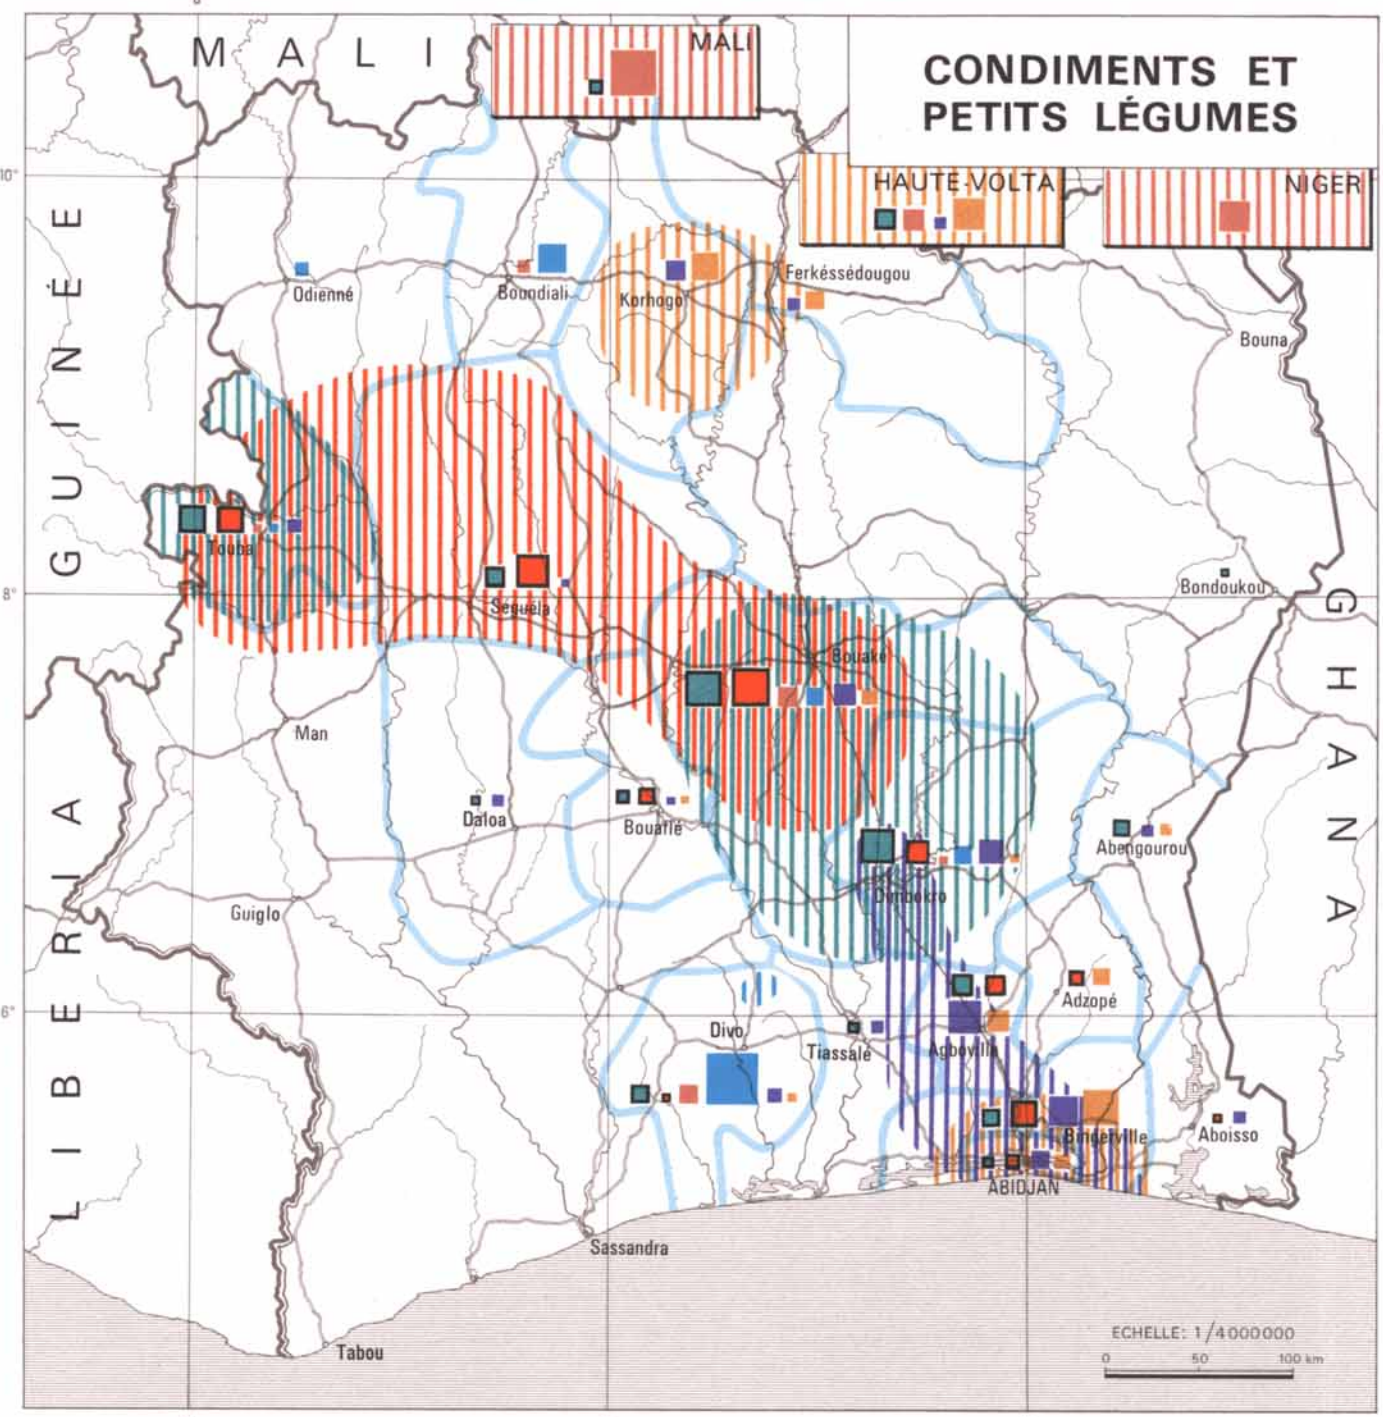 CONDIMENTS ET
PETITS LÉGUMES
MALI
MALI
HAUTE-VOLTA
NIGER
10°
GUINÉE
Odienné
Boundiali
Korhogo
Ferkéssédougou
Bouna
Touba
Séguéla
8°
Bondoukou
GHANA
Bouaké
Man
Daloa
Bouaflé
Abengourou
LIBERIA
Guiglo
Dimbokro
6°
Adzopé
Divo
Tiassalé
Agboville
Bingerville
Aboisso
ABIDJAN
Sassandra
Tabou
ECHELLE: 1/4000000
0 50 100 km